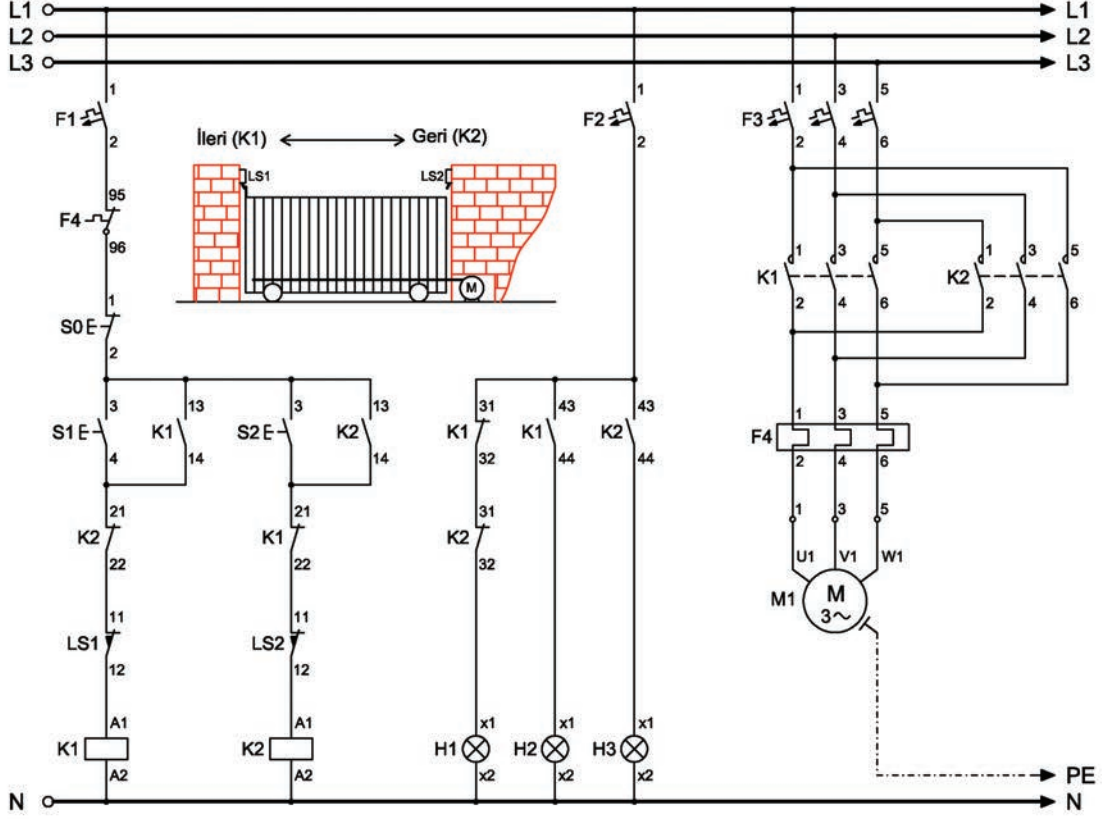 L1 L1
L2 L2
L3 L3
1 1 1 3 5
F1 F2 F3
2 2 2 4 6
İleri (K1) Geri (K2)
LS1 LS2
95
F4
96
M
1 3 5 1 3 5
K1 K2
2 4 6 2 4 6
1
S0
2
3 13 3 13 31 43 43
S1 K1 S2 K2 K1 K1 K2
4 14 4 14 32 44 44
1 3 5
F4
2 4 6
21 21 31
K2 K1 K2
22 22 32
1 3 5
U1 V1 W1
M1 M
3~
11 11
LS1 LS2
12 12
A1 A1 x1 x1 x1
K1 K2 H1 H2 H3
A2 A2 x2 x2 x2
PE
N N